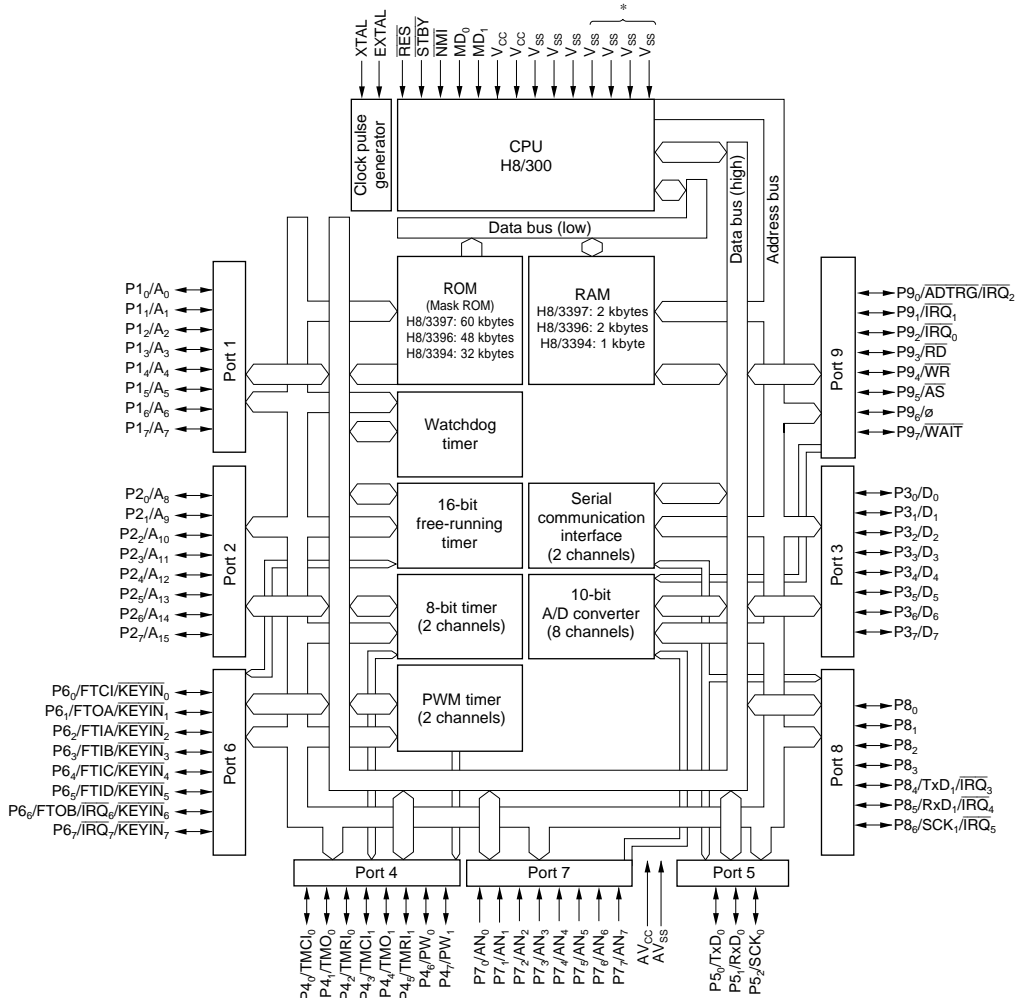 *
XTAL
EXTAL
RES
STBY
NMI
MD0
MD1
VCC
VCC
VSS
VSS
VSS
VSS
VSS
VSS
Clock pulse
generator
CPU
H8/300
Data bus (low)
Data bus (high)
Address bus
ROM
(Mask ROM)
H8/3397: 60 kbytes
H8/3396: 48 kbytes
H8/3394: 32 kbytes
RAM
H8/3397: 2 kbytes
H8/3396: 2 kbytes
H8/3394: 1 kbyte
Watchdog
timer
16-bit
free-running
timer
Serial
communication
interface
(2 channels)
8-bit timer
(2 channels)
10-bit
A/D converter
(8 channels)
PWM timer
(2 channels)
P10/A0
P11/A1
P12/A2
P13/A3
P14/A4
P15/A5
P16/A6
P17/A7
Port 1
P20/A8
P21/A9
P22/A10
P23/A11
P24/A12
P25/A13
P26/A14
P27/A15
Port 2
P60/FTCI/KEYIN0
P61/FTOA/KEYIN1
P62/FTIA/KEYIN2
P63/FTIB/KEYIN3
P64/FTIC/KEYIN4
P65/FTID/KEYIN5
P66/FTOB/IRQ6/KEYIN6
P67/IRQ7/KEYIN7
Port 6
Port 9
P90/ADTRG/IRQ2
P91/IRQ1
P92/IRQ0
P93/RD
P94/WR
P95/AS
P96/ø
P97/WAIT
Port 3
P30/D0
P31/D1
P32/D2
P33/D3
P34/D4
P35/D5
P36/D6
P37/D7
Port 8
P80
P81
P82
P83
P84/TxD1/IRQ3
P85/RxD1/IRQ4
P86/SCK1/IRQ5
Port 4
P40/TMCI0
P41/TMO0
P42/TMRI0
P43/TMCI1
P44/TMO1
P45/TMRI1
P46/PW0
P47/PW1
Port 7
P70/AN0
P71/AN1
P72/AN2
P73/AN3
P74/AN4
P75/AN5
P76/AN6
P77/AN7
AVCC
AVSS
Port 5
P50/TxD0
P51/RxD0
P52/SCK0